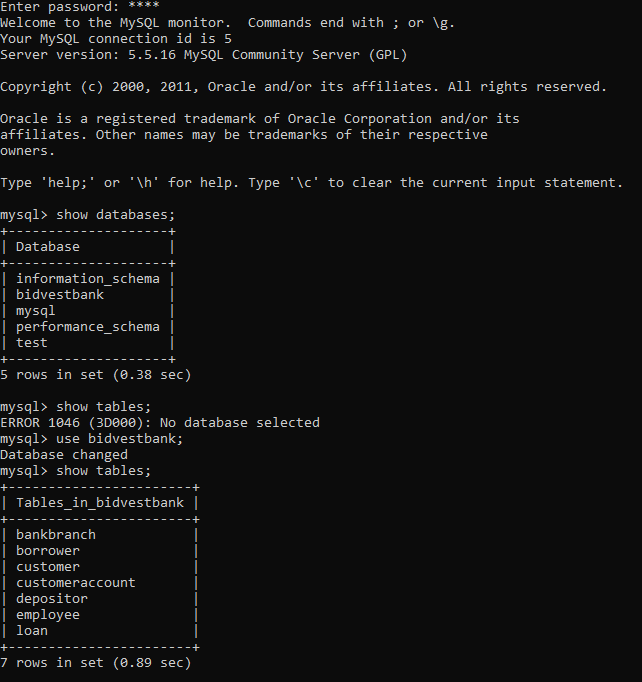 Enter password: ****
Welcome to the MySQL monitor.  Commands end with ; or \g.
Your MySQL connection id is 5
Server version: 5.5.16 MySQL Community Server (GPL)

Copyright (c) 2000, 2011, Oracle and/or its affiliates. All rights reserved.

Oracle is a registered trademark of Oracle Corporation and/or its
affiliates. Other names may be trademarks of their respective
owners.

Type 'help;' or '\h' for help. Type '\c' to clear the current input statement.

mysql> show databases;
+--------------------+
| Database           |
+--------------------+
| information_schema |
| bidvestbank        |
| mysql              |
| performance_schema |
| test               |
+--------------------+
5 rows in set (0.38 sec)

mysql> show tables;
ERROR 1046 (3D000): No database selected
mysql> use bidvestbank;
Database changed
mysql> show tables;
+-----------------------+
| Tables_in_bidvestbank |
+-----------------------+
| bankbranch            |
| borrower              |
| customer              |
| customeraccount       |
| depositor             |
| employee              |
| loan                  |
+-----------------------+
7 rows in set (0.89 sec)